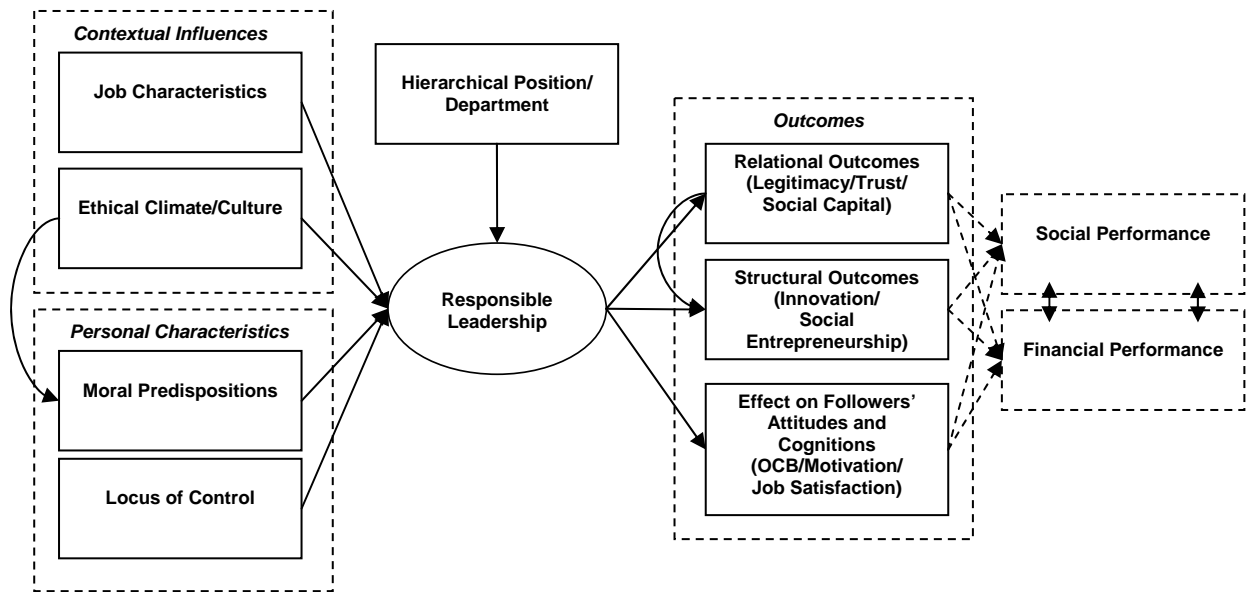 Contextual Influences
Job Characteristics
Ethical Climate/Culture
Personal Characteristics
Moral Predispositions
Locus of Control
Hierarchical Position/
Department
Responsible
Leadership
Outcomes
Relational Outcomes
(Legitimacy/Trust/
Social Capital)
Structural Outcomes
(Innovation/
Social
Entrepreneurship)
Effect on Followers’
Attitudes and
Cognitions
(OCB/Motivation/
Job Satisfaction)
Social Performance
Financial Performance